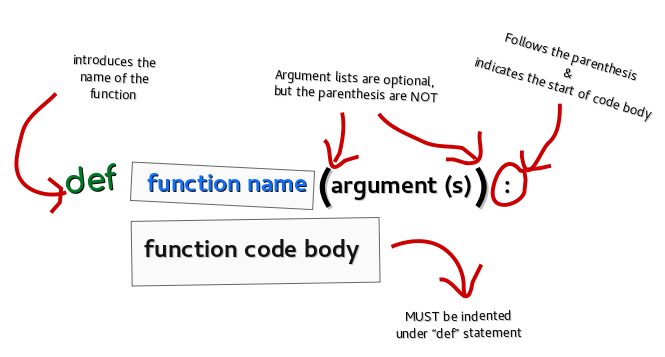 introduces the
name of the
function
Argument lists are optional,
but the parenthesis are NOT
Follows the parenthesis
&
indicates the start of code body
def function name (argument (s)) :
function code body
MUST be indented
under “def” statement